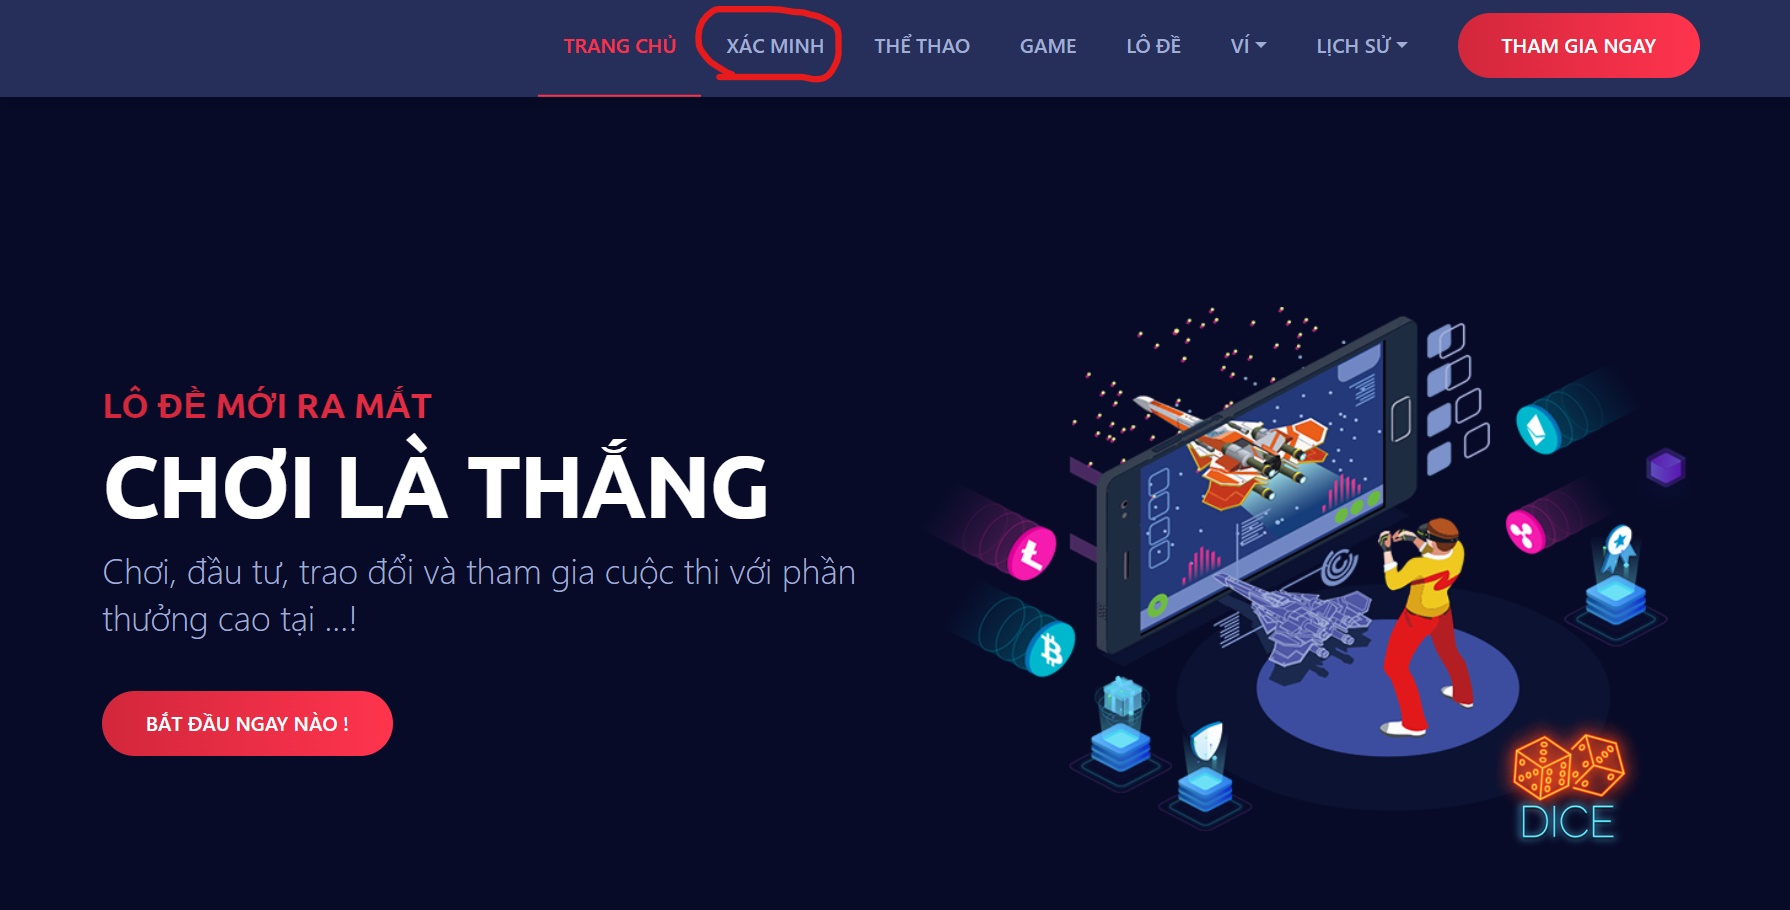 TRANG CHỦ XÁC MINH THỂ THAO GAME LÔ ĐỀ VÍ LỊCH SỬ THAM GIA NGAY
LÔ ĐỀ MỚI RA MẮT
CHƠI LÀ THẮNG
Chơi, đầu tư, trao đổi và tham gia cuộc thi với phần
thưởng cao tại ...!
BẮT ĐẦU NGAY NÀO !
DICE